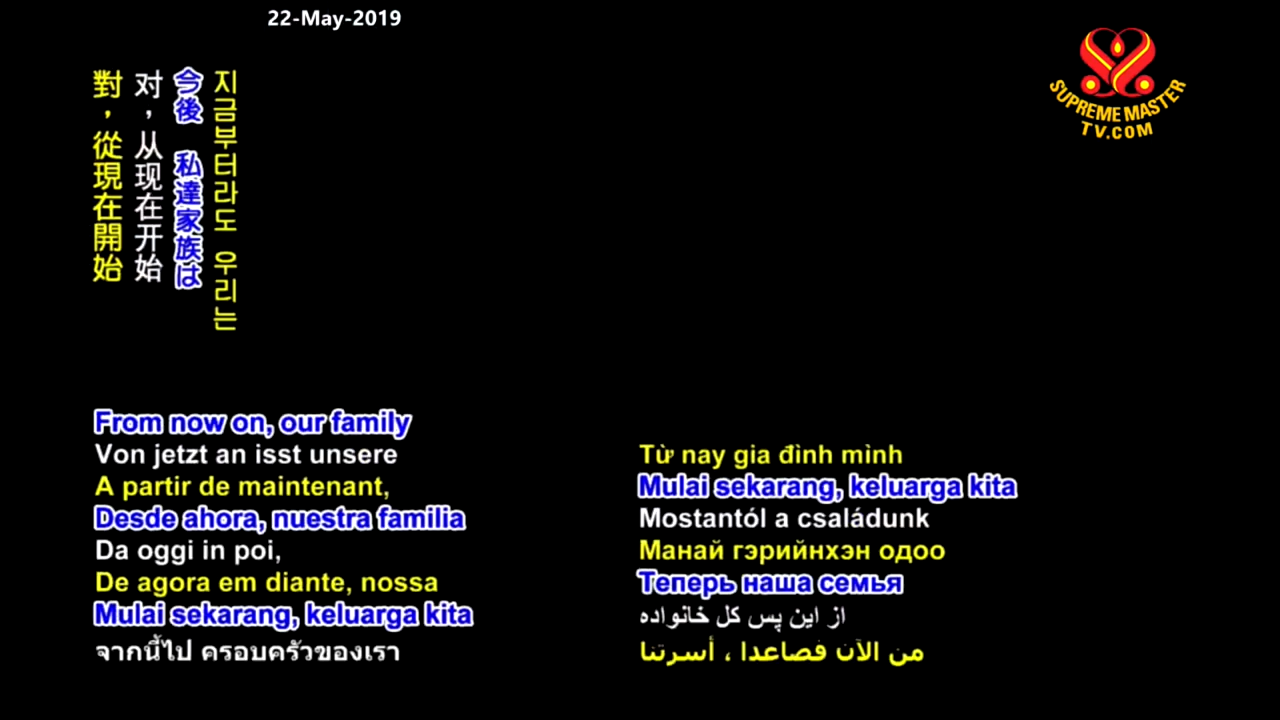 22-May-2019
SUPREME MASTER
TV.COM
對，從現在開始
对，从现在开始
今後 私達家族は
지금부터라도 우리는
From now on, our family
Von jetzt an isst unsere
A partir de maintenant,
Desde ahora, nuestra familia
Da oggi in poi,
De agora em diante, nossa
Mulai sekarang, keluarga kita
จากนี้ไป ครอบครัวของเรา
Từ nay gia đình mình
Mulai sekarang, keluarga kita
Mostantól a családunk
Манай гэрийнхэн одоо
Теперь наша семья
از این پس کل خانواده
من الآن فصاعدا ، أسرتنا